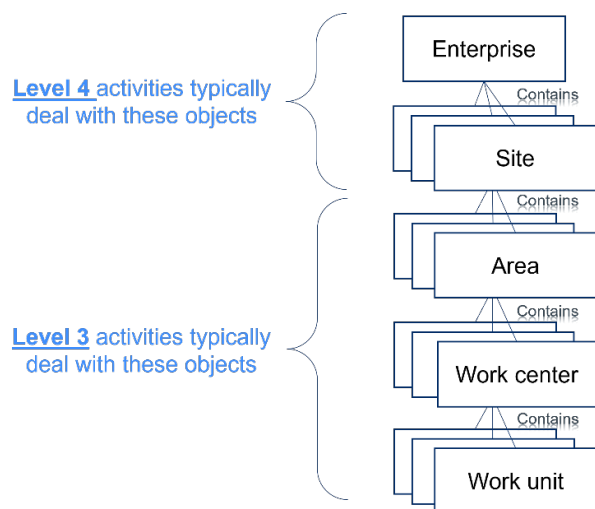 Enterprise
Level 4 activities typically
deal with these objects
Contains
Site
Contains
Area
Contains
Level 3 activities typically
deal with these objects
Work center
Contains
Work unit